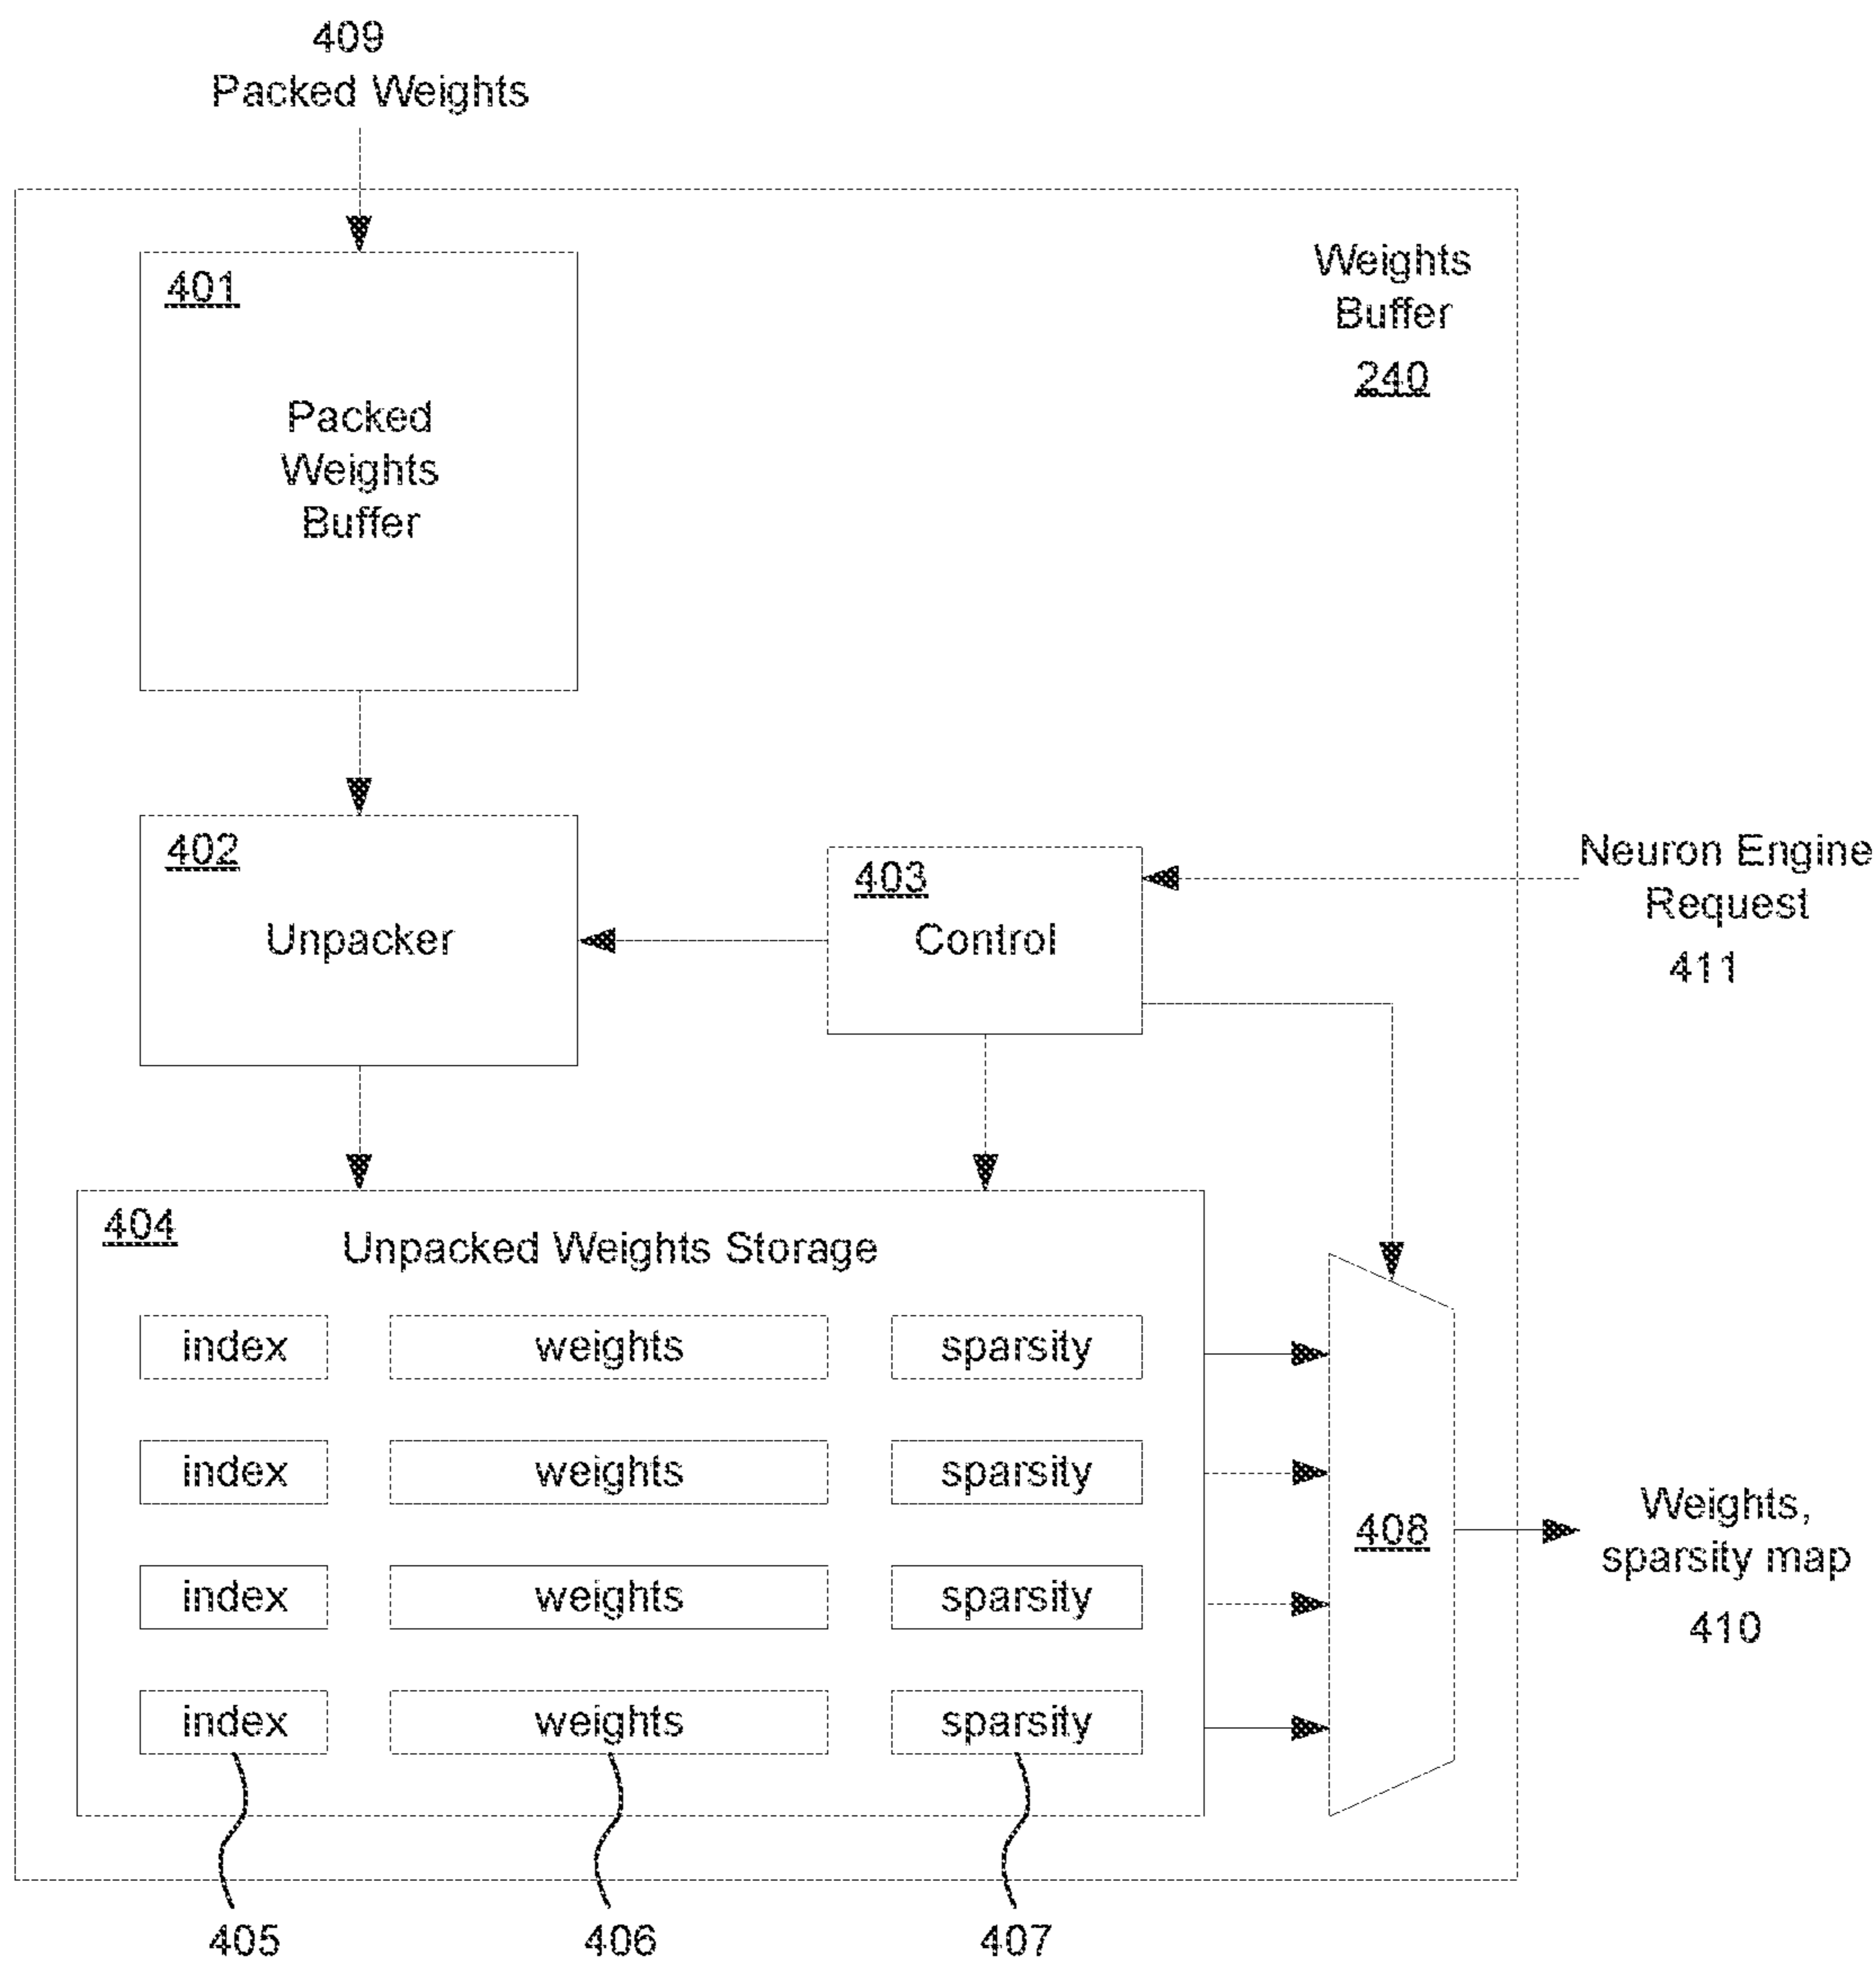 409
Packed Weights
401
Packed
Weights
Buffer
Weights
Buffer
240
402
Unpacker
403
Control
Neuron Engine
Request
411
404
Unpacked Weights Storage
index weights sparsity
index weights sparsity
index weights sparsity
index weights sparsity
408
Weights,
sparsity map
410
405 406 407